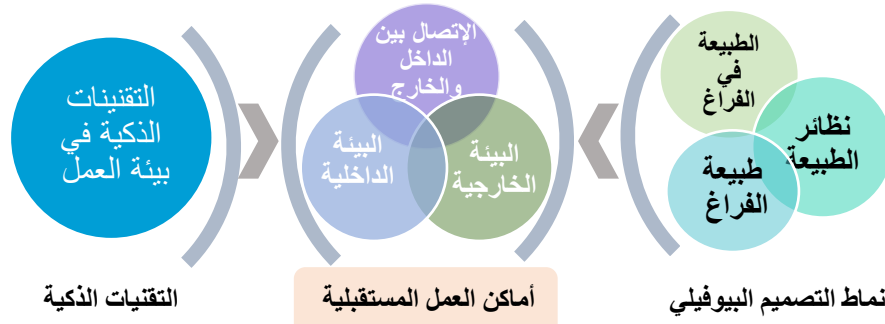 الطبيعة
في
الفراغ
نظائر
الطبيعة
طبيعة
الفراغ
نماط التصميم البيوفيلي
الإتصال بين
الداخل
والخارج
البيئة
الداخلية
البيئة
الخارجية
أماكن العمل المستقبلية
التقنينات
الذكية في
بيئة العمل
التقنيات الذكية